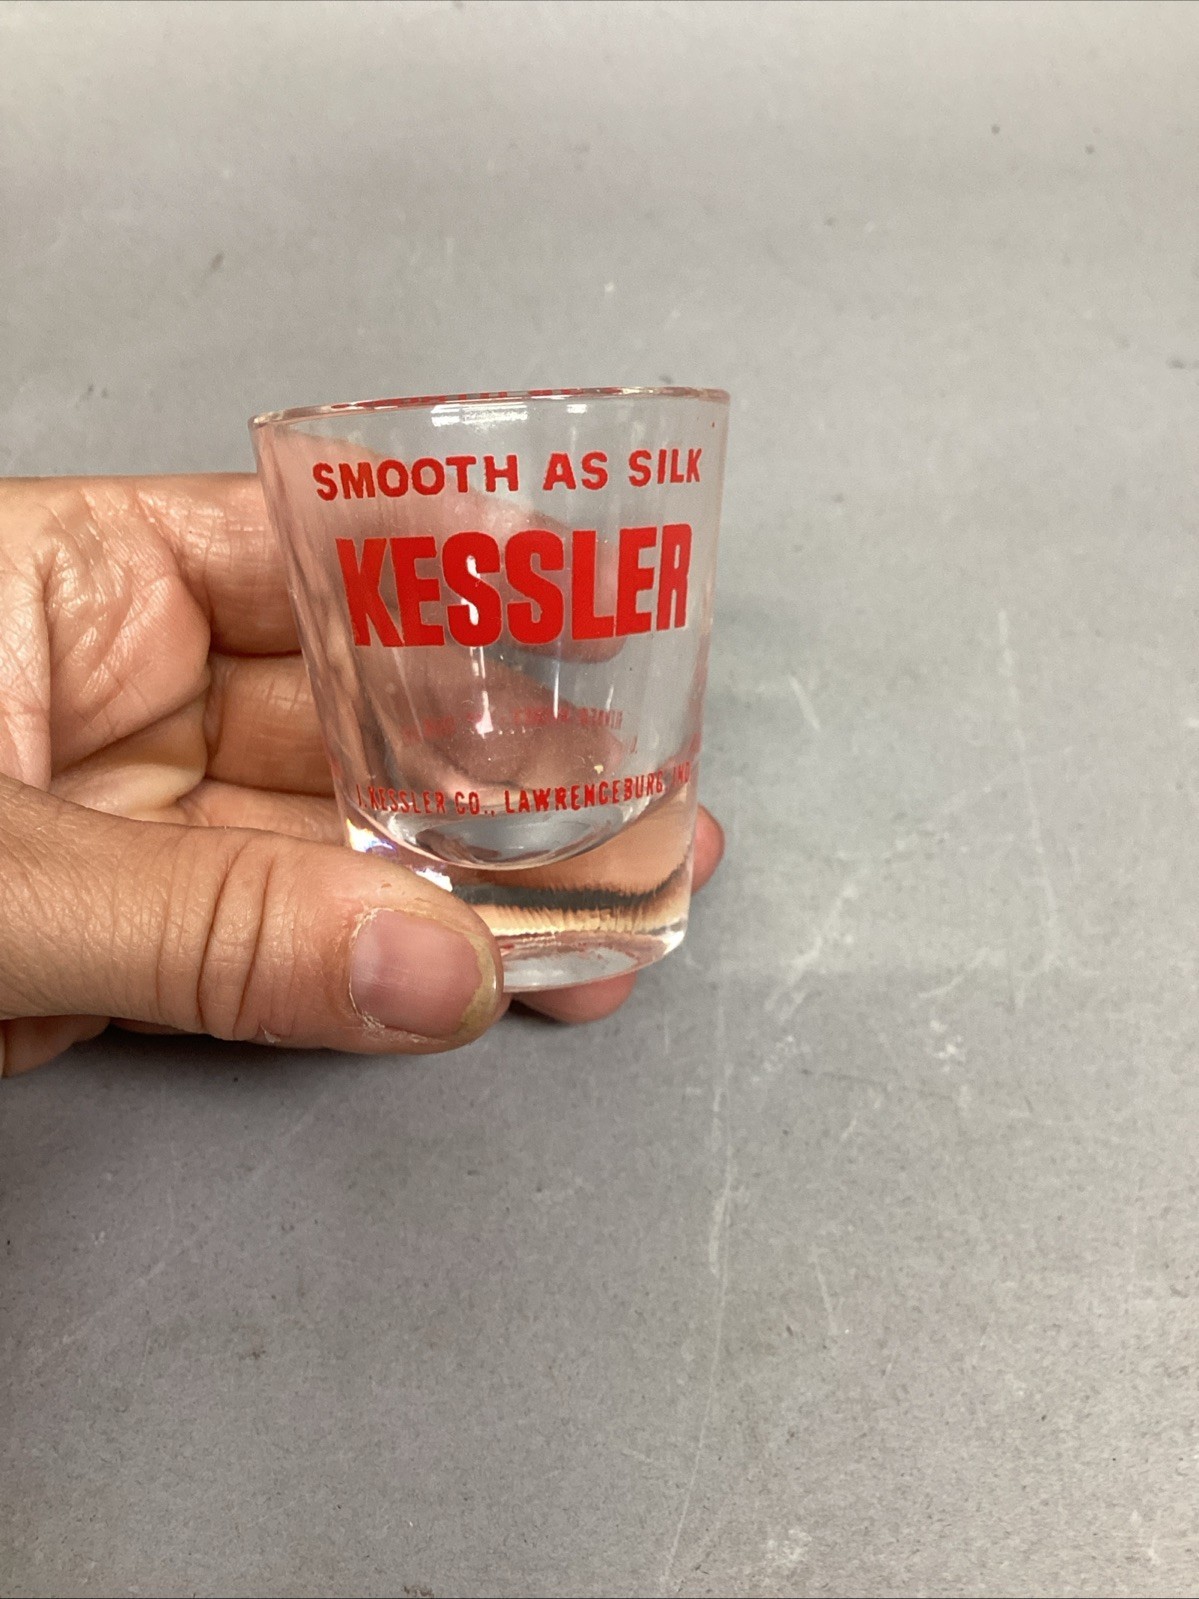 SMOOTH AS SILK
KESSLER
J. KESSLER CO., LAWRENCEBURG, IND.